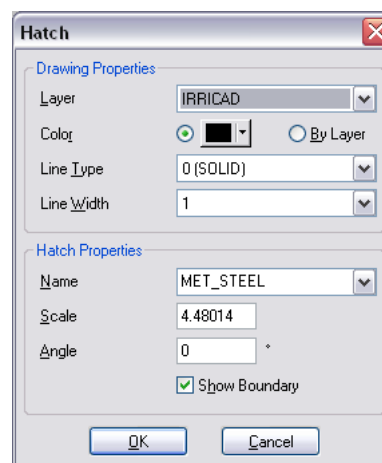 Hatch
Drawing Properties
Layer IRRICAD
Color By Layer
Line Type 0 (SOLID)
Line Width 1
Hatch Properties
Name MET_STEEL
Scale 4.48014
Angle 0 °
Show Boundary
OK Cancel